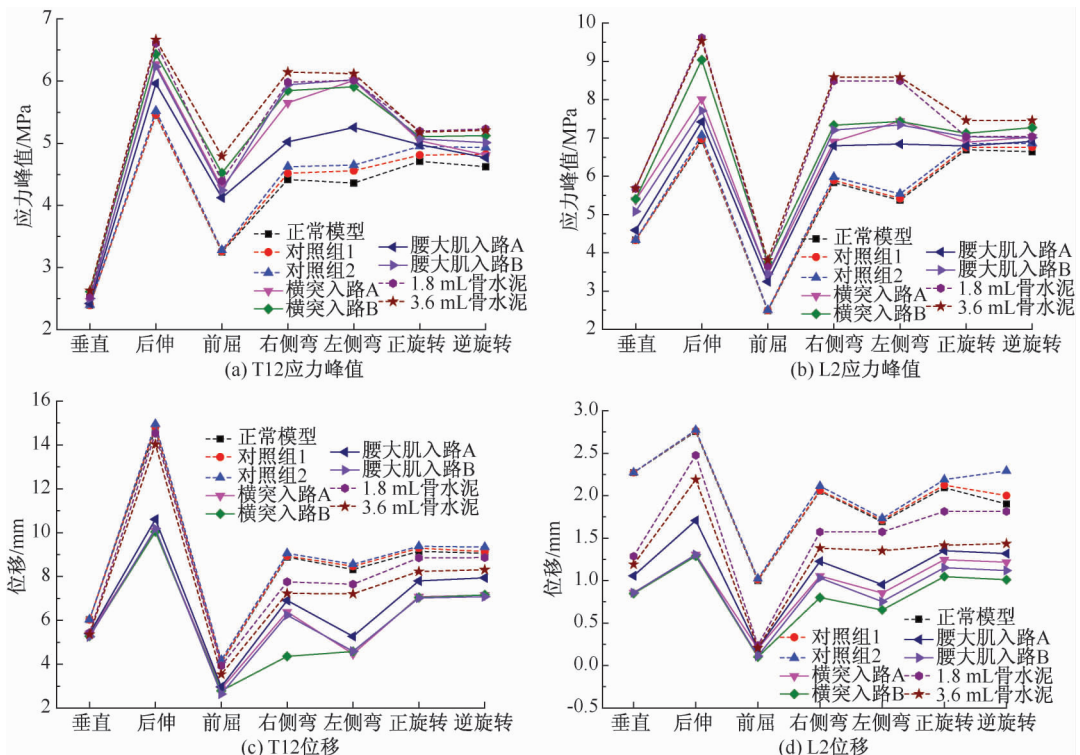 7
6
5
4
3
2
应力峰值/MPa
正常模型
对照组1
对照组2
横突入路A
横突入路B
腰大肌入路A
腰大肌入路B
1.8 mL骨水泥
3.6 mL骨水泥
垂直 后伸 前屈 右侧弯 左侧弯 正旋转 逆旋转
(a) T12应力峰值
10
9
8
7
6
5
4
3
2
应力峰值/MPa
正常模型
对照组1
对照组2
横突入路A
横突入路B
腰大肌入路A
腰大肌入路B
1.8 mL骨水泥
3.6 mL骨水泥
垂直 后伸 前屈 右侧弯 左侧弯 正旋转 逆旋转
(b) L2应力峰值
16
14
12
10
8
6
4
2
位移/mm
正常模型
对照组1
对照组2
横突入路A
横突入路B
腰大肌入路A
腰大肌入路B
1.8 mL骨水泥
3.6 mL骨水泥
垂直 后伸 前屈 右侧弯 左侧弯 正旋转 逆旋转
(c) T12位移
3.0
2.5
2.0
1.5
1.0
0.5
0.0
-0.5
位移/mm
对照组1
对照组2
横突入路A
横突入路B
正常模型
腰大肌入路A
腰大肌入路B
1.8 mL骨水泥
3.6 mL骨水泥
垂直 后伸 前屈 右侧弯 左侧弯 正旋转 逆旋转
(d) L2位移